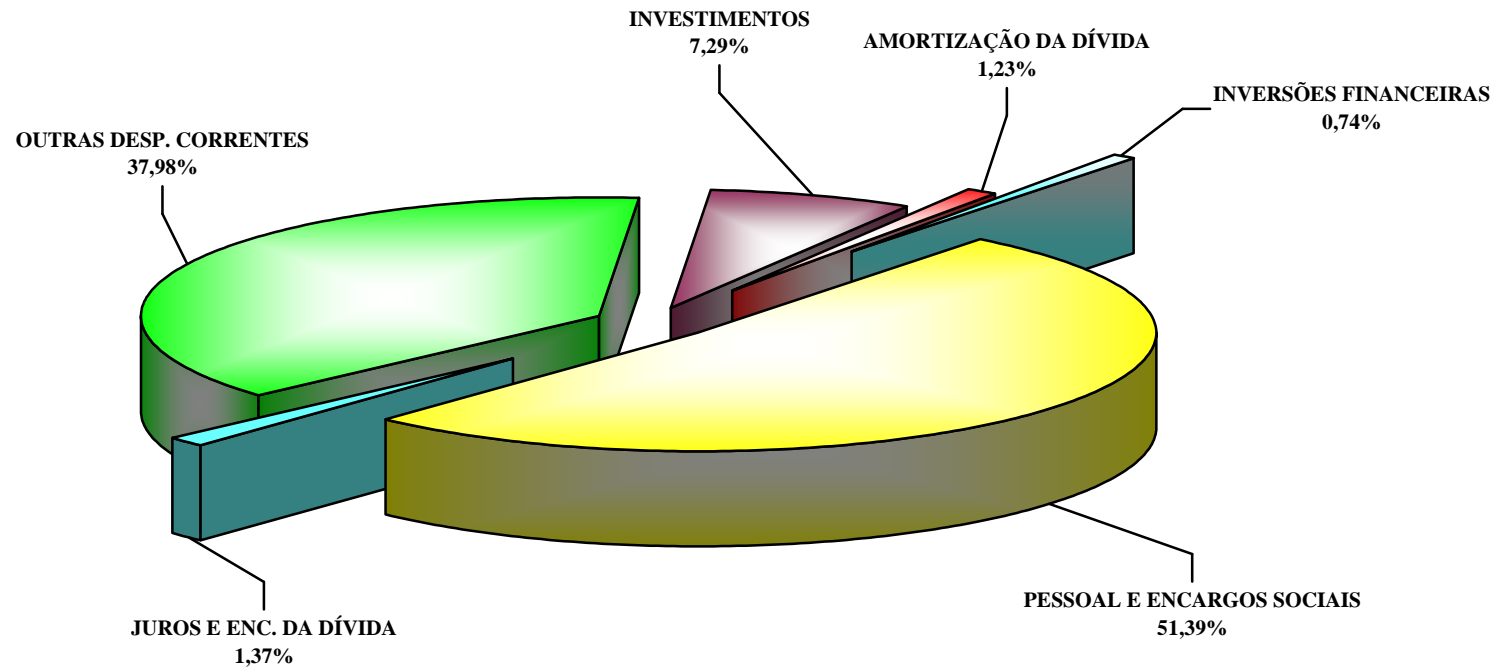 INVESTIMENTOS
7,29%
AMORTIZAÇÃO DA DÍVIDA
1,23%
INVERSÕES FINANCEIRAS
0,74%
OUTRAS DESP. CORRENTES
37,98%
PESSOAL E ENCARGOS SOCIAIS
51,39%
JUROS E ENC. DA DÍVIDA
1,37%